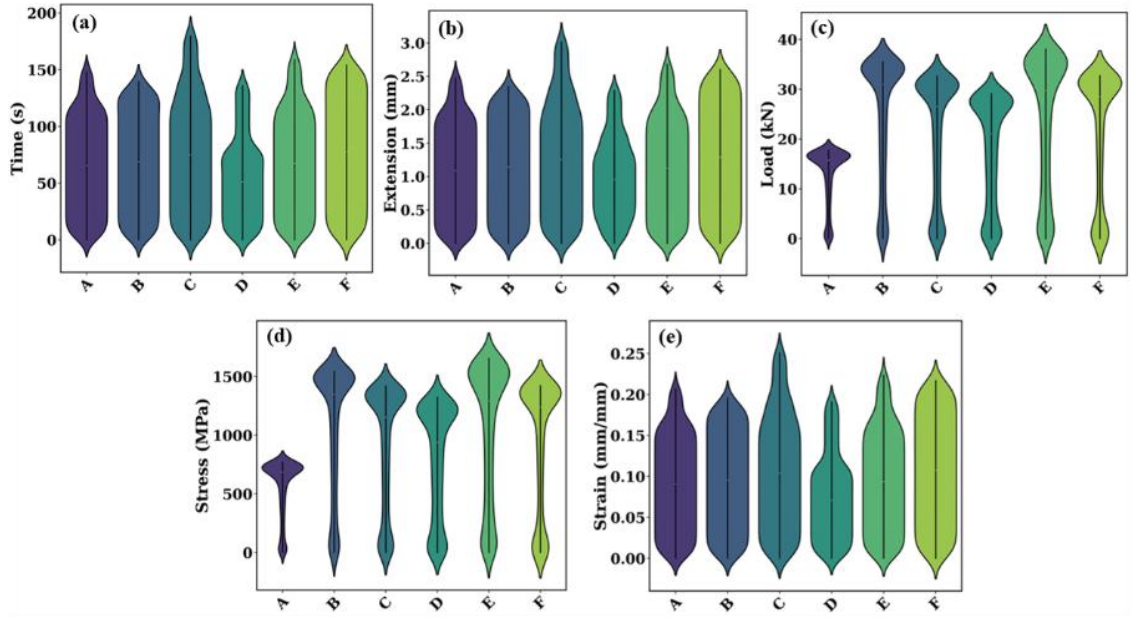 (a)
Time (s)
200
150
100
50
0
A B C D E F
(b)
Extension (mm)
3.0
2.5
2.0
1.5
1.0
0.5
0.0
A B C D E F
(c)
Load (kN)
40
30
20
10
0
A B C D E F
(d)
Stress (MPa)
1500
1000
500
0
A B C D E F
(e)
Strain (mm/mm)
0.25
0.20
0.15
0.10
0.05
0.00
A B C D E F